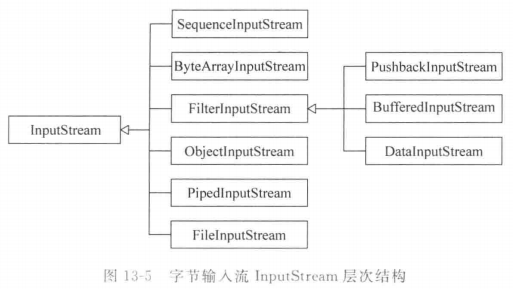 SequenceInputStream
ByteArrayInputStream
PushbackInputStream
FilterInputStream
BufferedInputStream
InputStream
ObjectInputStream
DataInputStream
PipedInputStream
FileInputStream
图 13-5 字节输入流 InputStream 层次结构